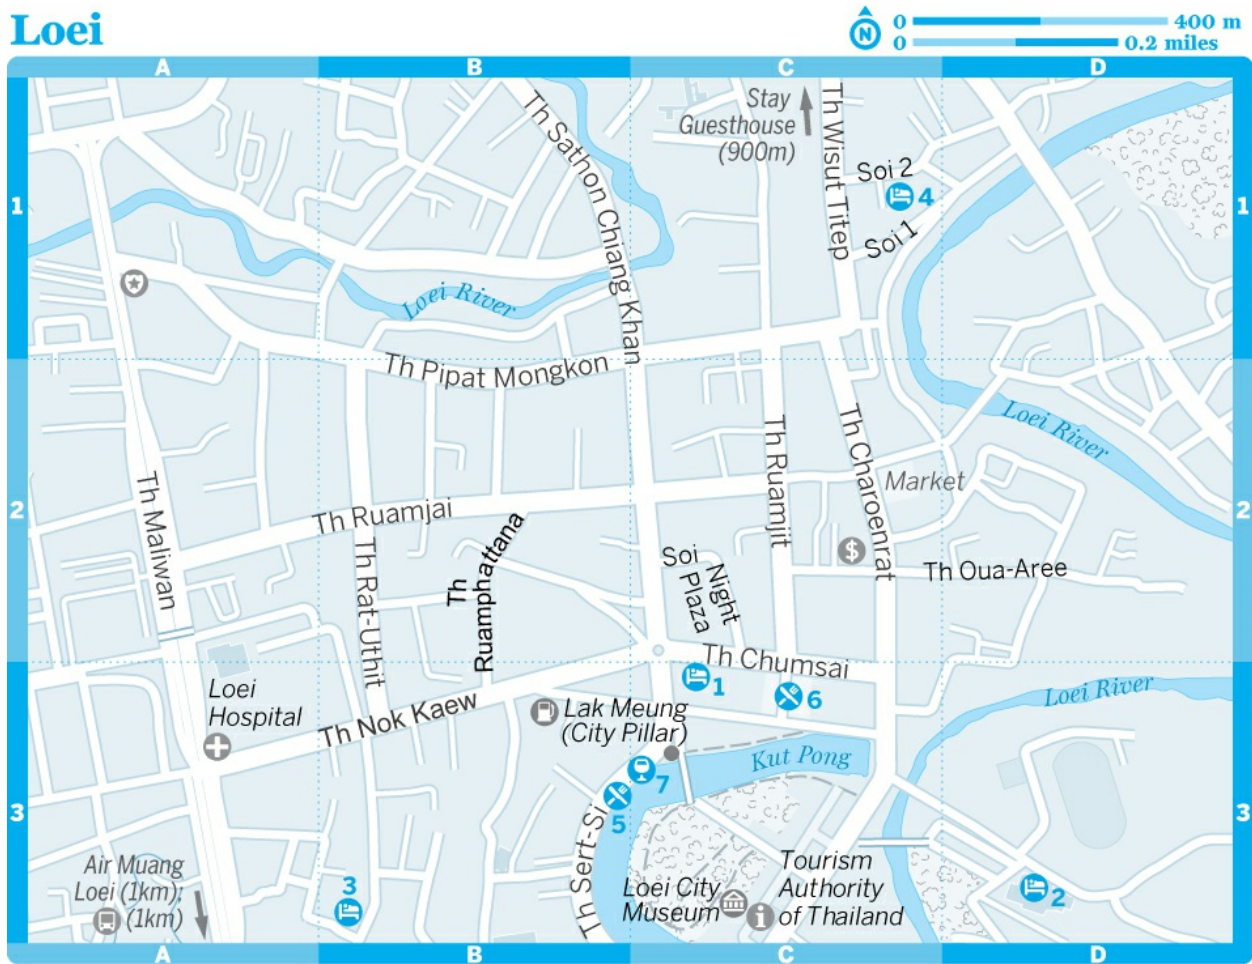 Loei
N
0 400 m
0 0.2 miles
A B C D
1
1
2
2
3
3
Stay
Guesthouse
(900m)
Th Sathon Chiang Khan
Th Wisut Titep
Soi 2
4
Soi 1
Loei River
Th Pipat Mongkon
Loei River
Th Maliwan
Th Ruamjai
Th Rat-Uthit
Th
Ruamphattana
Th Ruamjit
Th Charoenrat
Market
$
Soi
Night
Plaza
Th Oua-Aree
Th Chumsai
1
6
Loei
Hospital
Th Nok Kaew
Lak Meung
(City Pillar)
Loei River
Kut Pong
7
5
Th Sert-Si
Air Muang
Loei (1km);
(1km)
3
Loei City
Museum
i
Tourism
Authority
of Thailand
2
A B C D